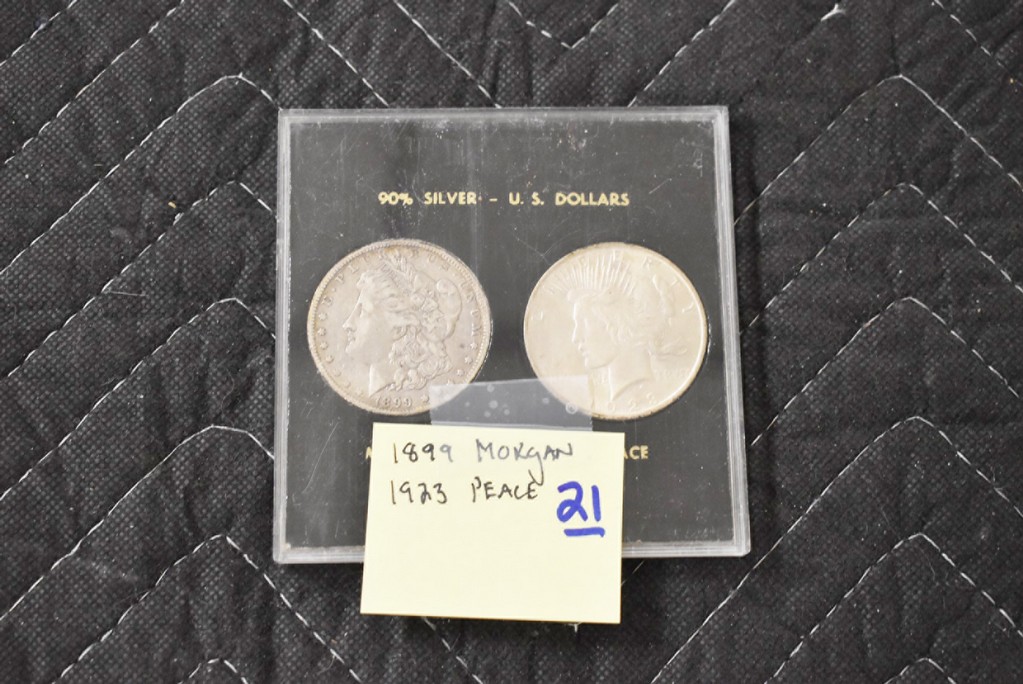 90% SILVER - U. S. DOLLARS
1899 MORGAN
1923 PEACE
21